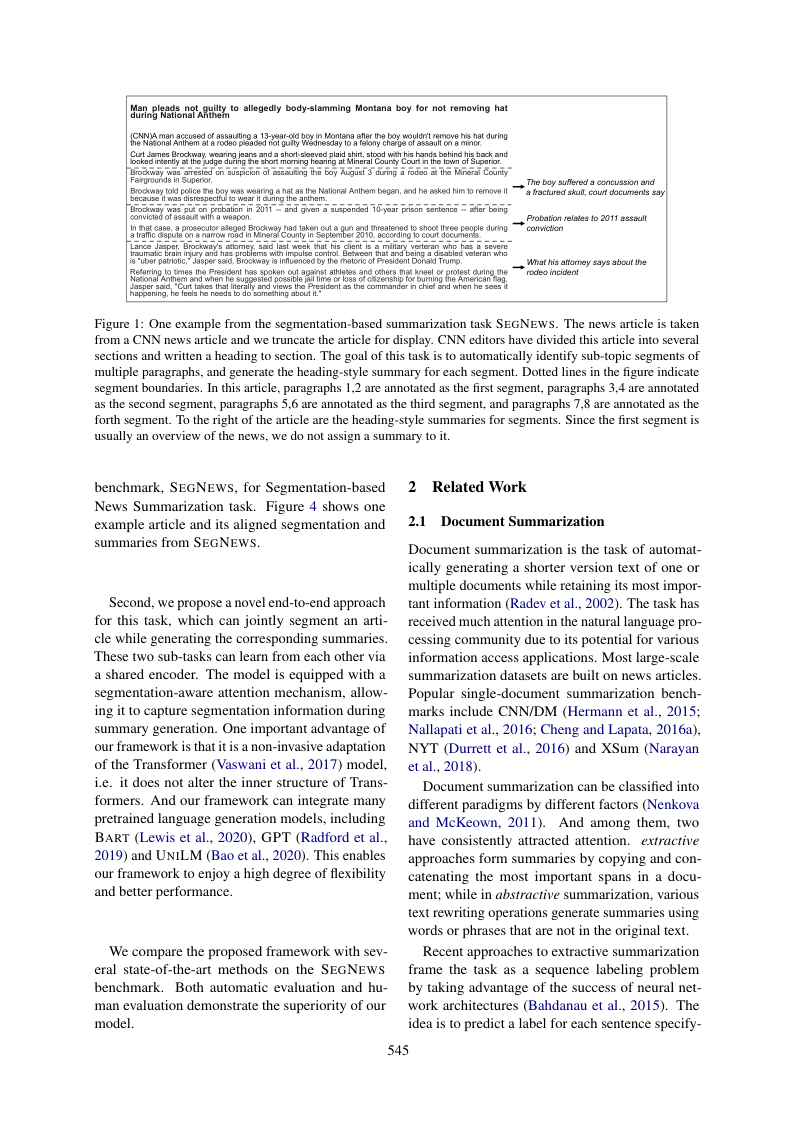 Man pleads not guilty to allegedly body-slamming Montana boy for not removing hat
during National Anthem
(CNN)A man accused of assaulting a 13-year-old boy in Montana after the boy wouldn't remove his hat during
the National Anthem at a rodeo pleaded not guilty Wednesday to a felony charge of assault on a minor.
Curt James Brockway, wearing jeans and a short-sleeved plaid shirt, stood with his hands behind his back and
looked intently at the judge during the short morning hearing at Mineral County Court in the town of Superior.
Brockway was arrested on suspicion of assaulting the boy August 3 during a rodeo at the Mineral County
Fairgrounds in Superior.
Brockway told police the boy was wearing a hat as the National Anthem began, and he asked him to remove it
because it was disrespectful to wear it during the anthem.
The boy suffered a concussion and
a fractured skull, court documents say
Brockway was put on probation in 2011 -- and given a suspended 10-year prison sentence -- after being
convicted of assault with a weapon.
In that case, a prosecutor alleged Brockway had taken out a gun and threatened to shoot three people during
a traffic dispute on a narrow road in Mineral County in September 2010, according to court documents.
Probation relates to 2011 assault
conviction
Lance Jasper, Brockway's attorney, said last week that his client is a military verteran who has a severe
traumatic brain injury and has problems with impulse control. Between that and being a disabled veteran who
is "uber patriotic," Jasper said, Brockway is influenced by the rhetoric of President Donald Trump.
Referring to times the President has spoken out against athletes and others that kneel or protest during the
National Anthem and when he suggested possible jail time or loss of citizenship for burning the American flag,
Jasper said, "Curt takes that literally and views the President as the commander in chief and when he sees it
happening, he feels he needs to do something about it."
What his attorney says about the
rodeo incident
Figure 1: One example from the segmentation-based summarization task SEGNEWS. The news article is taken
from a CNN news article and we truncate the article for display. CNN editors have divided this article into several
sections and written a heading to section. The goal of this task is to automatically identify sub-topic segments of
multiple paragraphs, and generate the heading-style summary for each segment. Dotted lines in the figure indicate
segment boundaries. In this article, paragraphs 1,2 are annotated as the first segment, paragraphs 3,4 are annotated
as the second segment, paragraphs 5,6 are annotated as the third segment, and paragraphs 7,8 are annotated as the
forth segment. To the right of the article are the heading-style summaries for segments. Since the first segment is
usually an overview of the news, we do not assign a summary to it.
benchmark, SEGNEWS, for Segmentation-based
News Summarization task. Figure 4 shows one
example article and its aligned segmentation and
summaries from SEGNEWS.
Second, we propose a novel end-to-end approach
for this task, which can jointly segment an arti-
cle while generating the corresponding summaries.
These two sub-tasks can learn from each other via
a shared encoder. The model is equipped with a
segmentation-aware attention mechanism, allow-
ing it to capture segmentation information during
summary generation. One important advantage of
our framework is that it is a non-invasive adaptation
of the Transformer (Vaswani et al., 2017) model,
i.e. it does not alter the inner structure of Trans-
formers. And our framework can integrate many
pretrained language generation models, including
BART (Lewis et al., 2020), GPT (Radford et al.,
2019) and UNILM (Bao et al., 2020). This enables
our framework to enjoy a high degree of flexibility
and better performance.
We compare the proposed framework with sev-
eral state-of-the-art methods on the SEGNEWS
benchmark. Both automatic evaluation and hu-
man evaluation demonstrate the superiority of our
model.
2 Related Work
2.1 Document Summarization
Document summarization is the task of automat-
ically generating a shorter version text of one or
multiple documents while retaining its most impor-
tant information (Radev et al., 2002). The task has
received much attention in the natural language pro-
cessing community due to its potential for various
information access applications. Most large-scale
summarization datasets are built on news articles.
Popular single-document summarization bench-
marks include CNN/DM (Hermann et al., 2015;
Nallapati et al., 2016; Cheng and Lapata, 2016a),
NYT (Durrett et al., 2016) and XSum (Narayan
et al., 2018).
Document summarization can be classified into
different paradigms by different factors (Nenkova
and McKeown, 2011). And among them, two
have consistently attracted attention. extractive
approaches form summaries by copying and con-
catenating the most important spans in a docu-
ment; while in abstractive summarization, various
text rewriting operations generate summaries using
words or phrases that are not in the original text.
Recent approaches to extractive summarization
frame the task as a sequence labeling problem
by taking advantage of the success of neural net-
work architectures (Bahdanau et al., 2015). The
idea is to predict a label for each sentence specify-
545